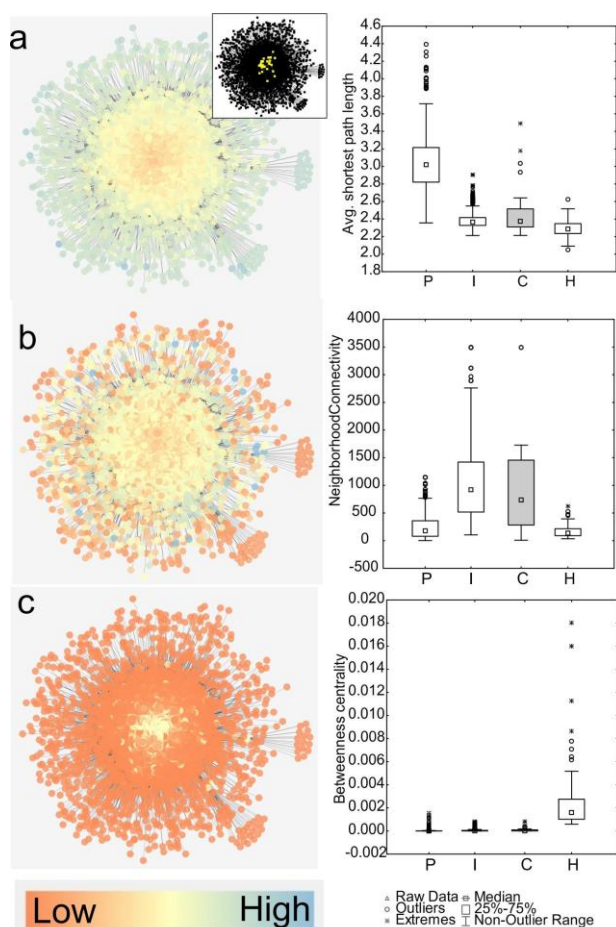 a
Avg. shortest path length
4.6
4.4
4.2
4.0
3.8
3.6
3.4
3.2
3.0
2.8
2.6
2.4
2.2
2.0
1.8
P I C H
b
NeighborhoodConnectivity
4000
3500
3000
2500
2000
1500
1000
500
0
-500
P I C H
c
Betweenness centrality
0.020
0.018
0.016
0.014
0.012
0.010
0.008
0.006
0.004
0.002
0.000
-0.002
P I C H
Low High
Raw Data Median
Outliers 25%-75%
Extremes Non-Outlier Range